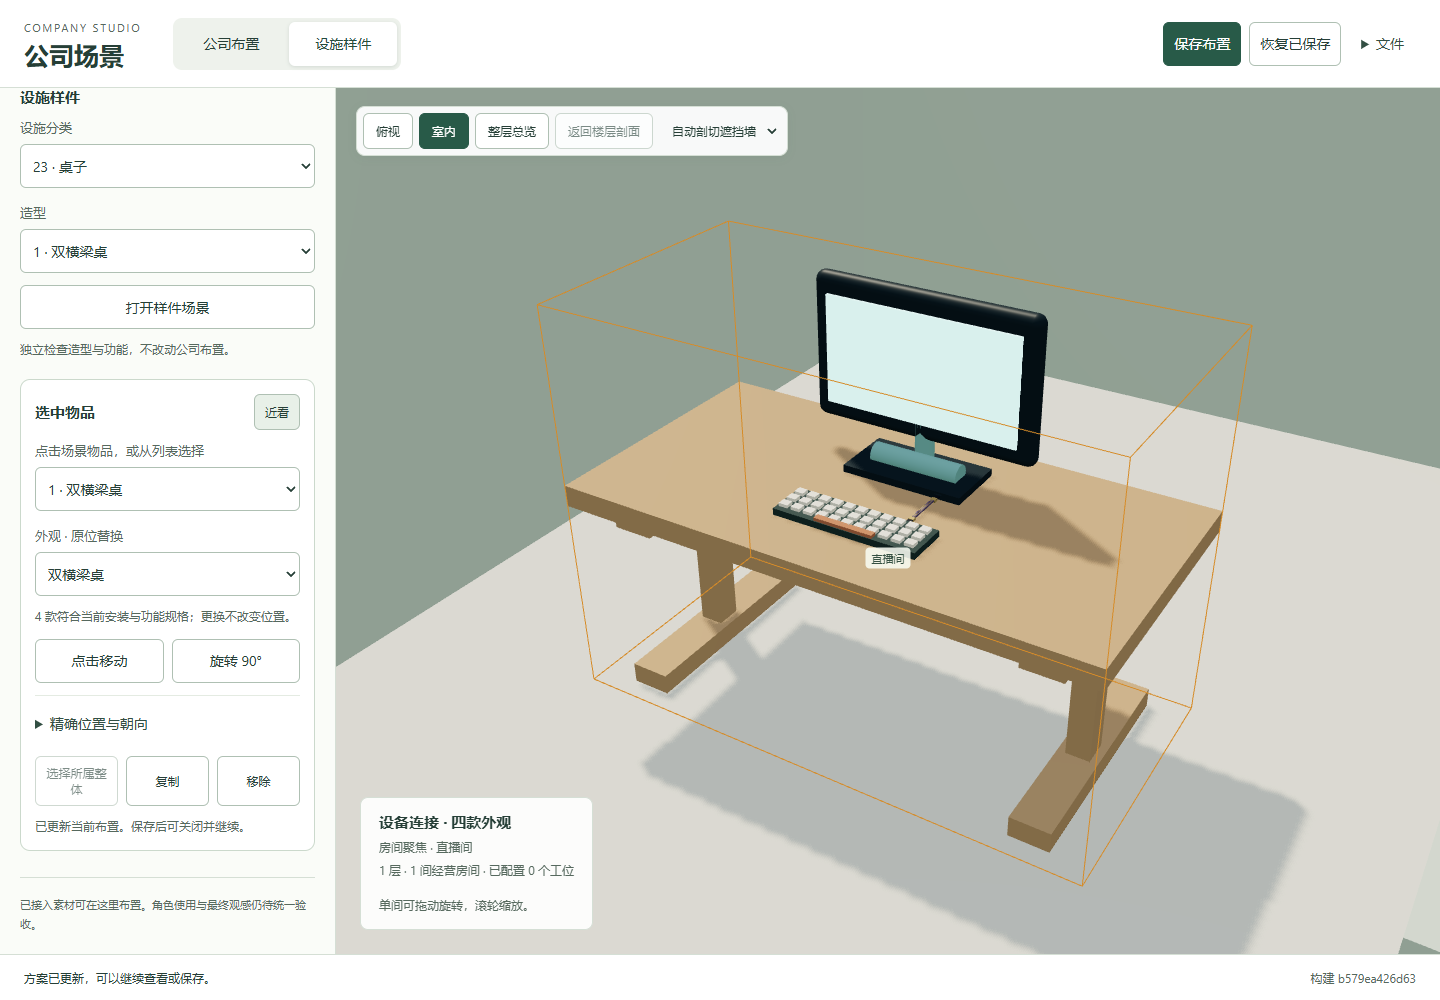 COMPANY STUDIO
公司场景
公司布置
设施样件
保存布置
恢复已保存
▶ 文件
设施样件
设施分类
23 · 桌子
造型
1 · 双横梁桌
打开样件场景
独立检查造型与功能，不改动公司布置。
选中物品
近看
点击场景物品，或从列表选择
1 · 双横梁桌
外观 · 原位替换
双横梁桌
4 款符合当前安装与功能规格；更换不改变位置。
点击移动
旋转 90°
▶ 精确位置与朝向
选择所属整
体
复制
移除
已更新当前布置。保存后可关闭并继续。
已接入素材可在这里布置。角色使用与最终观感仍待统一验
收。
俯视
室内
整层总览
返回楼层剖面
自动剖切遮挡墙
直播间
设备连接 · 四款外观
房间聚焦 · 直播间
1 层 · 1 间经营房间 · 已配置 0 个工位
单间可拖动旋转，滚轮缩放。
方案已更新，可以继续查看或保存。
构建 b579ea426d63